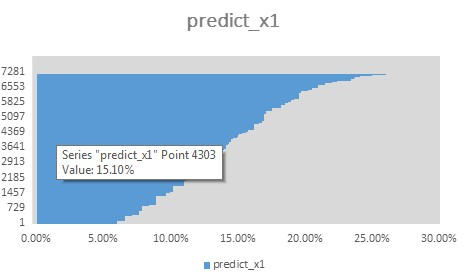 predict_x1
7281
6553
5825
5097
4369
3641
2913
2185
1457
729
1
Series "predict_x1" Point 4303
Value: 15.10%
0.00% 5.00% 10.00% 15.00% 20.00% 25.00% 30.00%
predict_x1